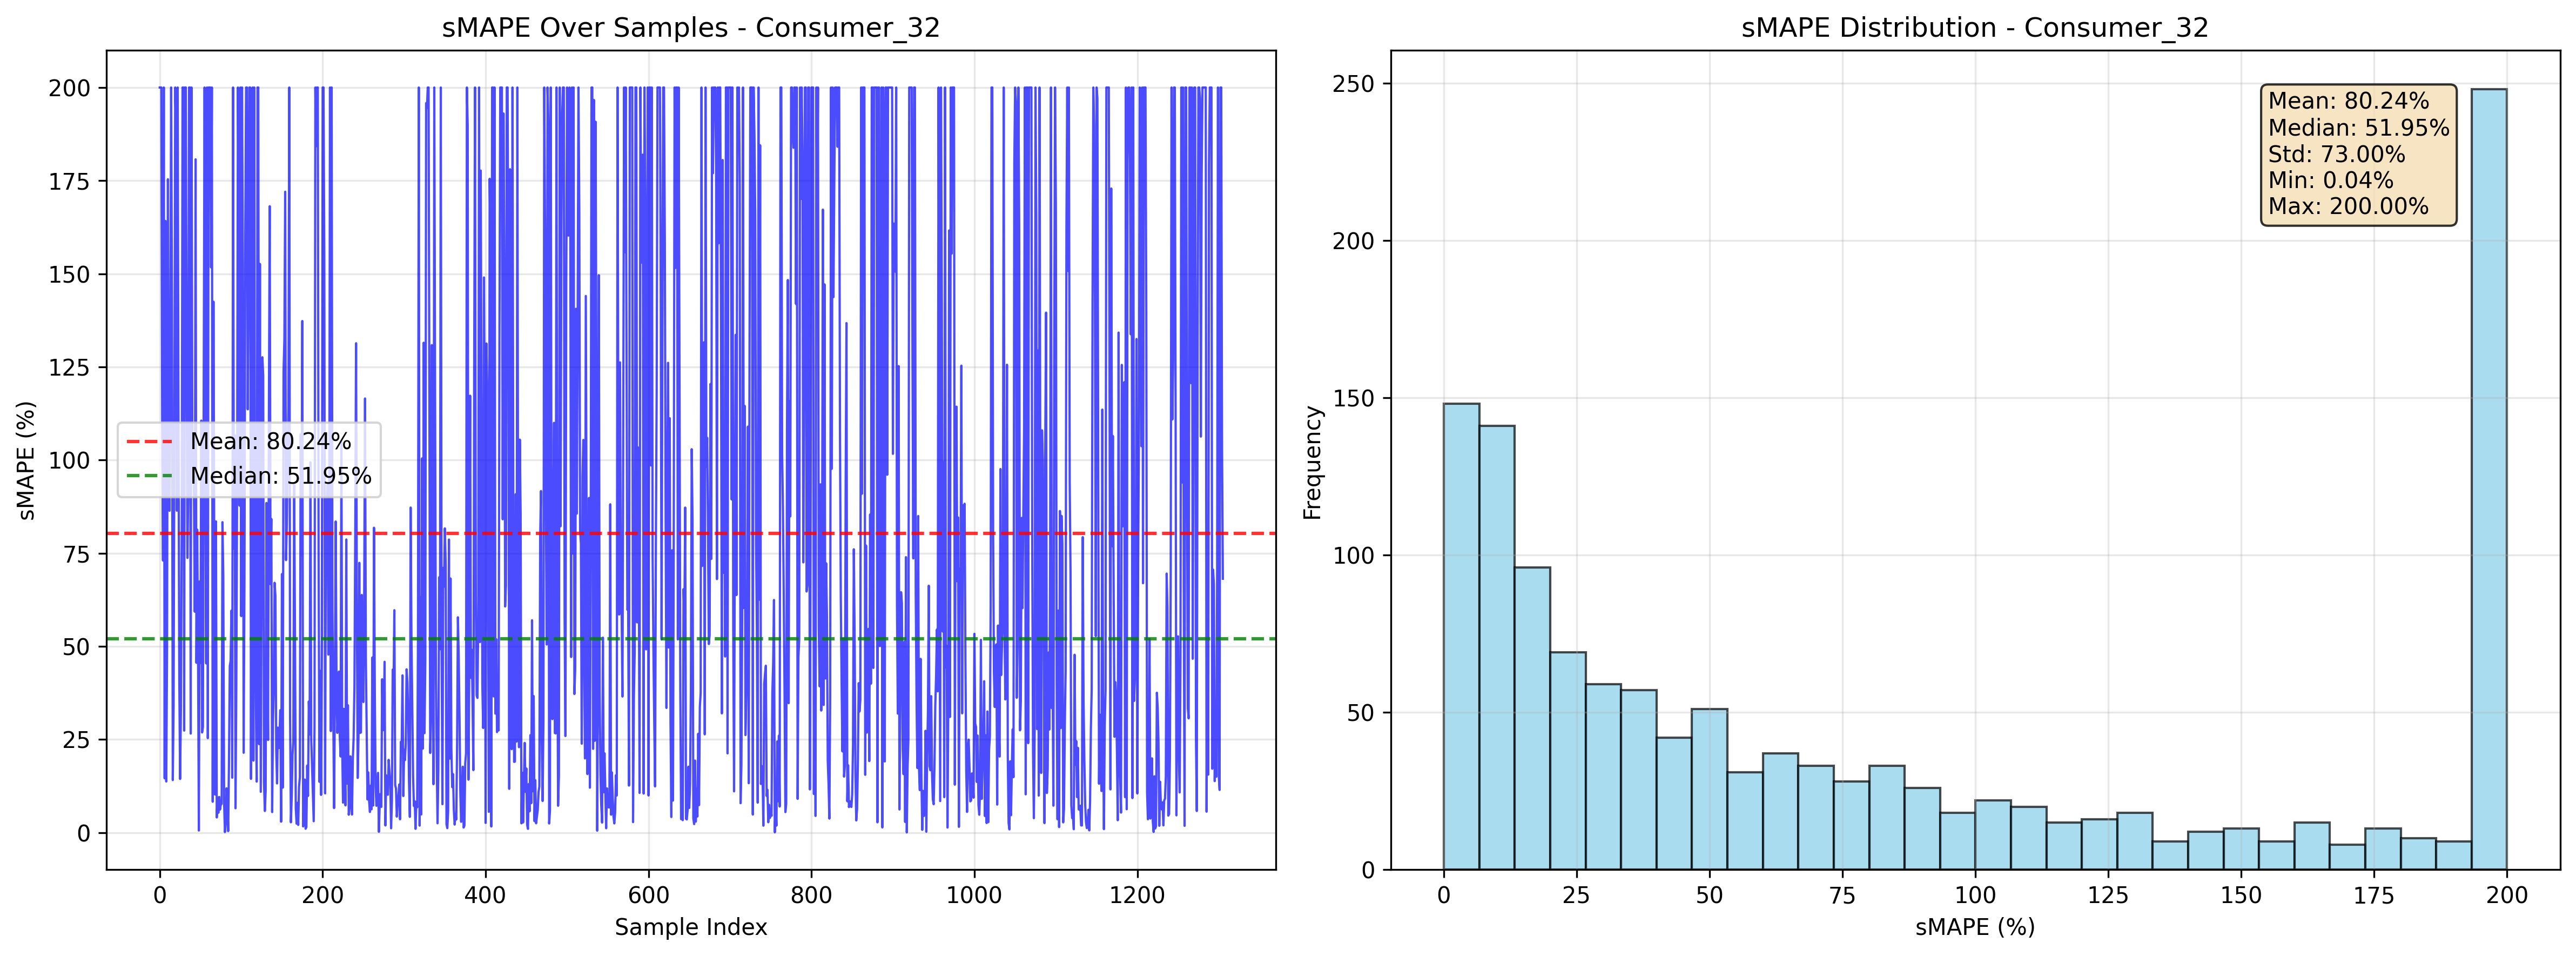 sMAPE Over Samples - Consumer_32
sMAPE (%)
200
175
150
125
100
75
50
25
0
Mean: 80.24%
Median: 51.95%
0
200
400
600
800
1000
1200
Sample Index
sMAPE Distribution - Consumer_32
Frequency
250
200
150
100
50
0
Mean: 80.24%
Median: 51.95%
Std: 73.00%
Min: 0.04%
Max: 200.00%
0
25
50
75
100
125
150
175
200
sMAPE (%)